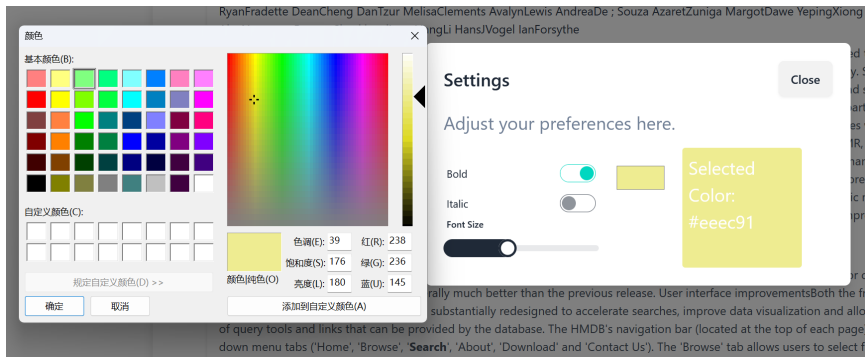 RyanFradette DeanCheng DanTzur MelisaClements AvalynLewis AndreaDe ; Souza AzaretZuniga MargotDawe YepingXiong
HansJVogel IanForsythe
颜色
基本颜色(B):
自定义颜色(C):
规定自定义颜色(D) >>
确定
取消
颜色|纯色(O)
色调(E): 39
饱和度(S): 176
亮度(L): 180
红(R): 238
绿(G): 236
蓝(U): 145
添加到自定义颜色(A)
Settings
Close
Adjust your preferences here.
Bold
Italic
Font Size
Selected
Color:
#eeec91
much better than the previous release. User interface improvementsBoth the
substantially redesigned to accelerate searches, improve data visualization and
of query tools and links that can be provided by the database. The HMDB's navigation bar (located at the top of each page
down menu tabs ('Home', 'Browse', 'Search', 'About', 'Download' and 'Contact Us'). The 'Browse' tab allows users to select